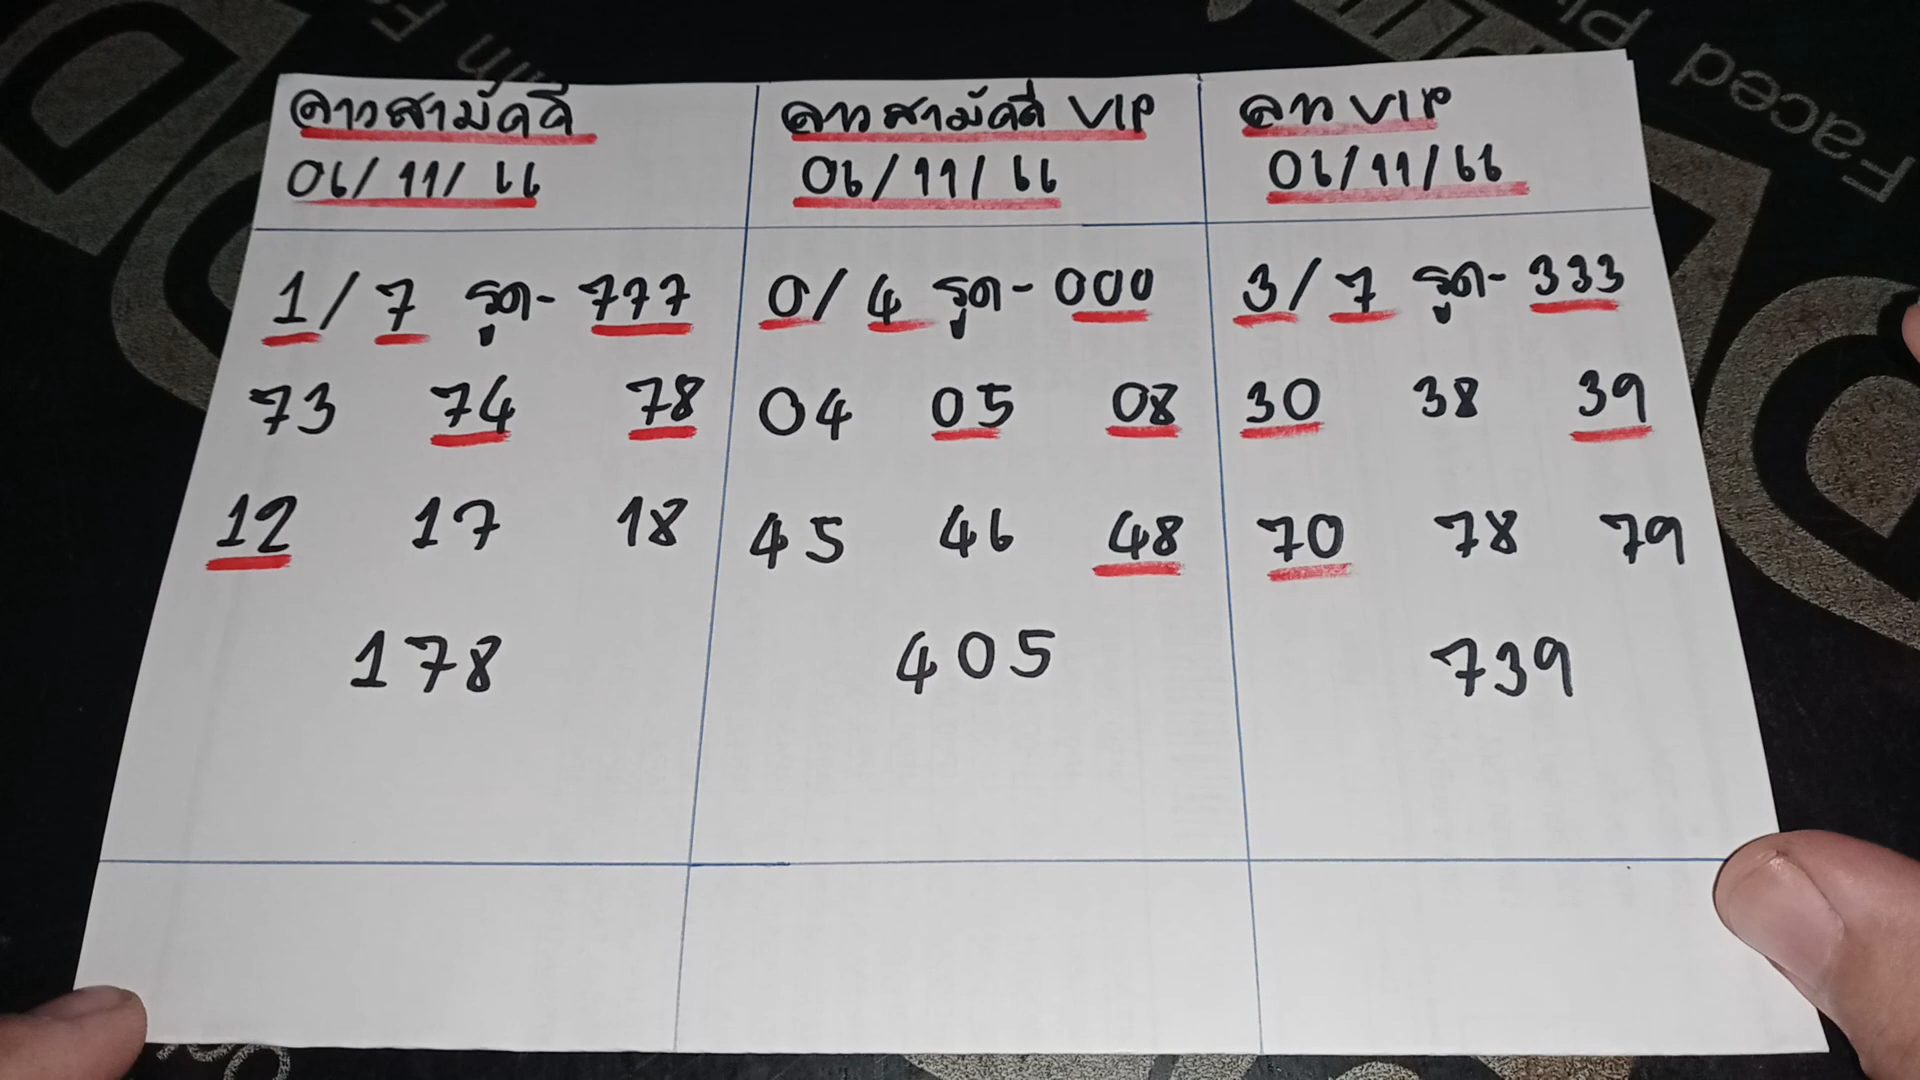 ลาวสามัคคี
06/11/66
1/7 รูด- 777
73 74 78
12 17 18
178
ลาวสามัคคี VIP
06/11/66
0/4 รูด- 000
04 05 08
45 46 48
405
ลาว VIP
06/11/66
3/7 รูด- 333
30 38 39
70 78 79
739
Faced